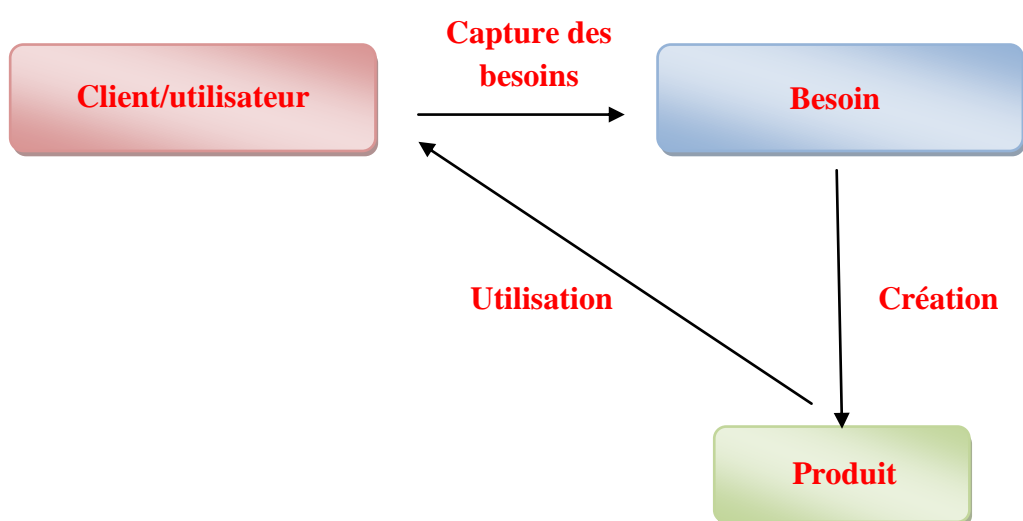 Capture des
besoins
Client/utilisateur
Besoin
Utilisation
Création
Produit